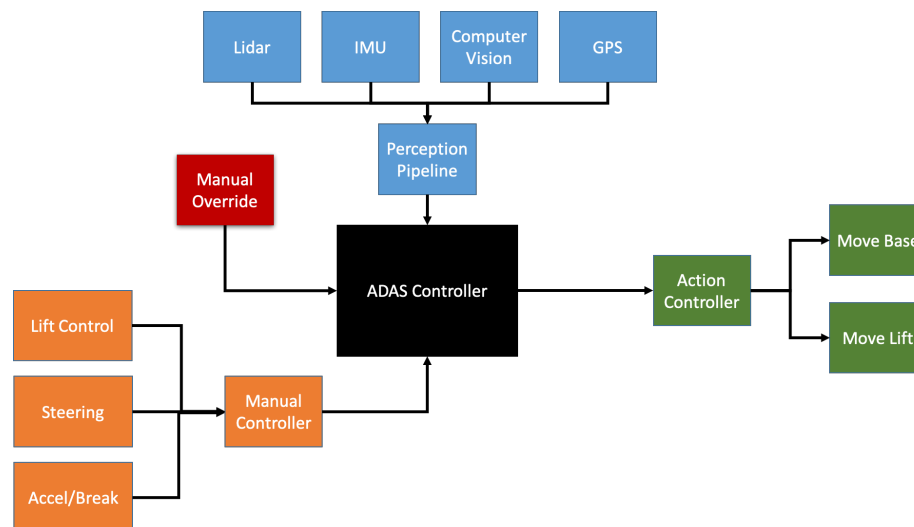 Lidar
IMU
Computer
Vision
GPS
Perception
Pipeline
Manual
Override
ADAS Controller
Action
Controller
Move Base
Move Lift
Lift Control
Steering
Manual
Controller
Accel/Break